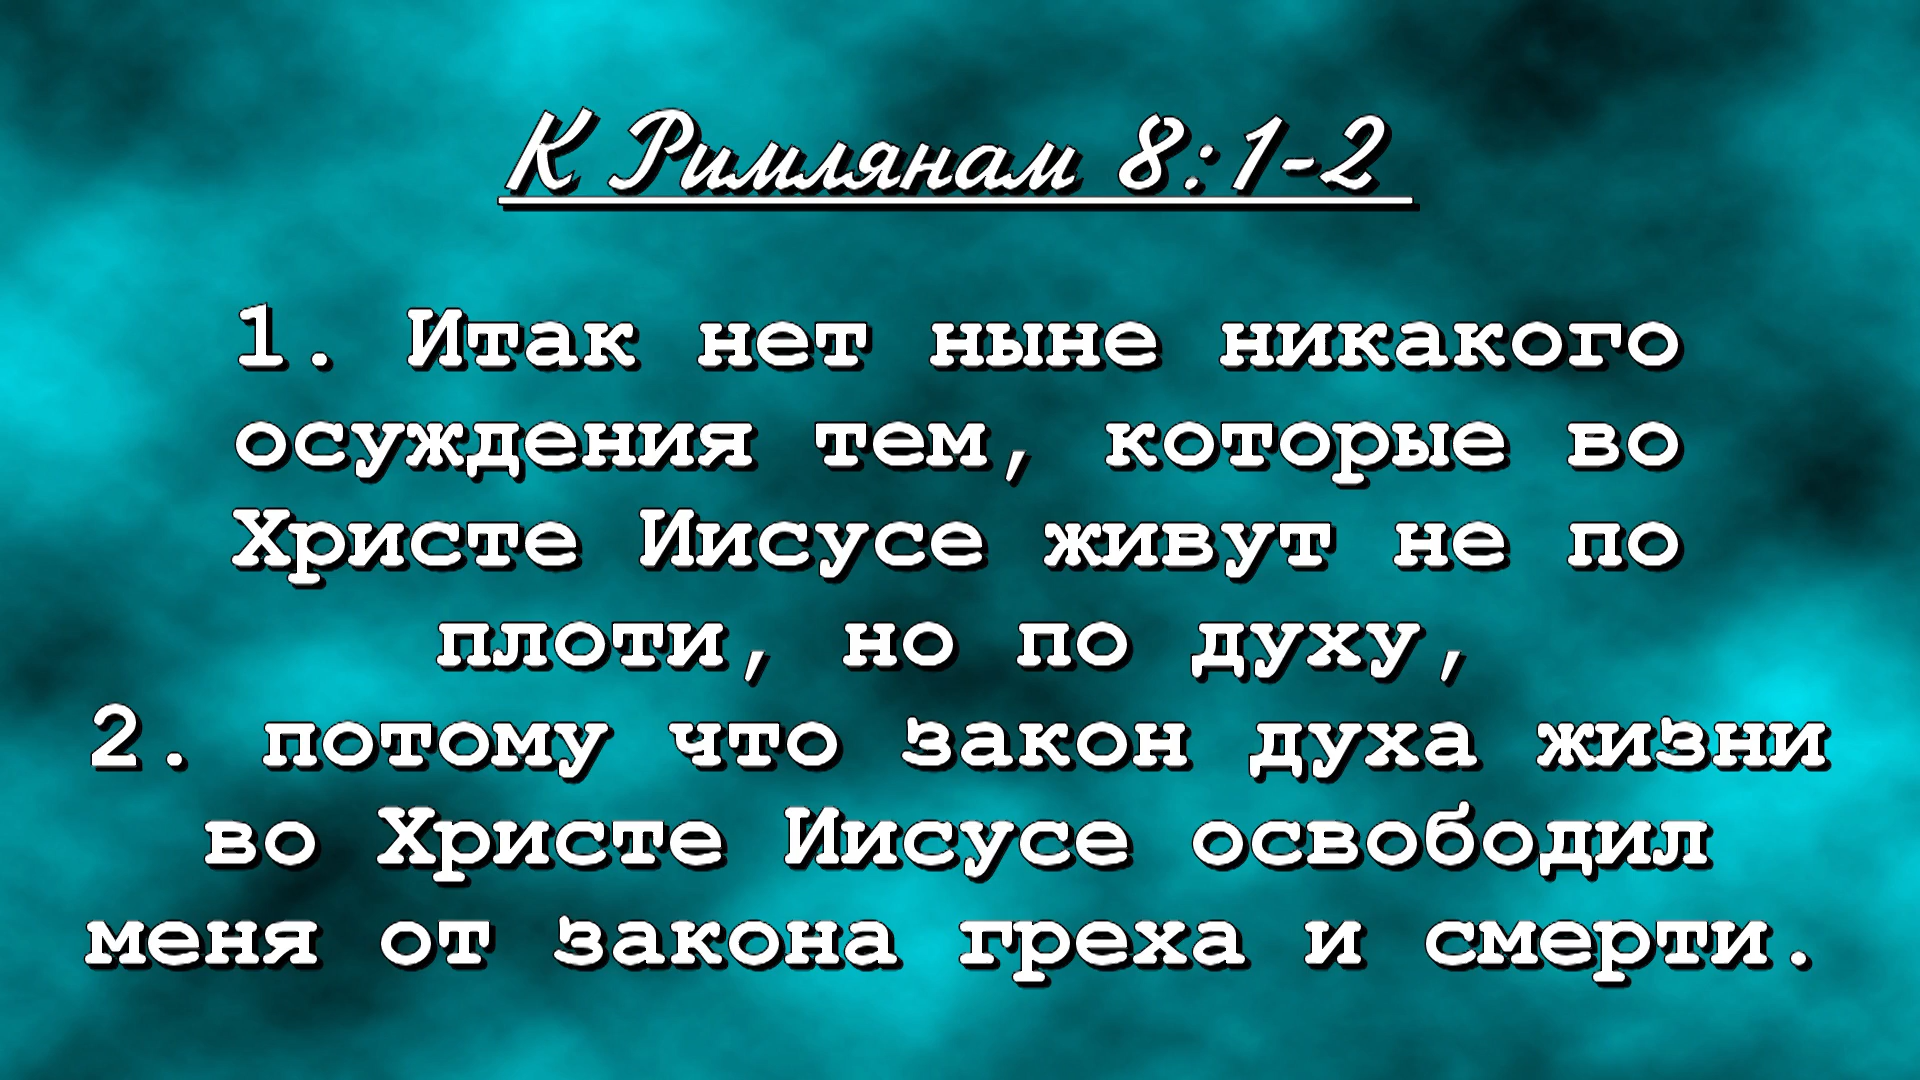 К Римлянам 8:1-2
1. Итак нет ныне никакого
осуждения тем, которые во
Христе Иисусе живут не по
плоти, но по духу,
2. потому что закон духа жизни
во Христе Иисусе освободил
меня от закона греха и смерти.